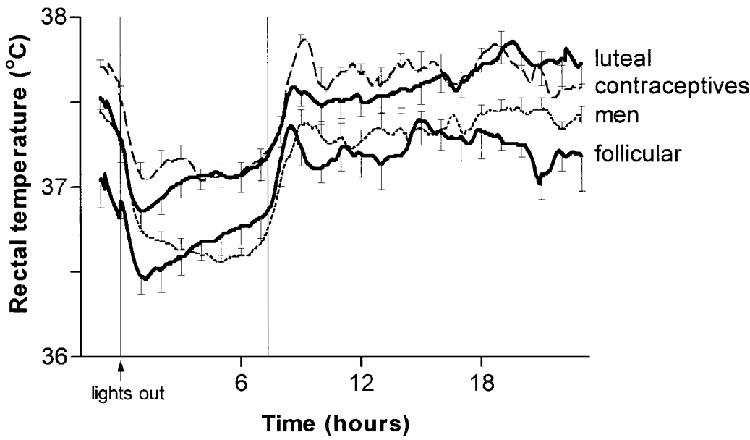 38
37
36
Rectal temperature (°C)
luteal
contraceptives
men
follicular
6
12
18
lights out
Time (hours)